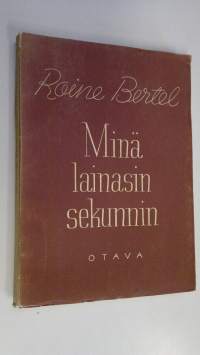 Roine Bertel
Minä
lainasin
sekunnin
OTAVA